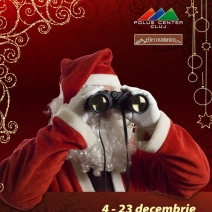 POLUS CENTER
CLUJ
4 - 23 decembrie